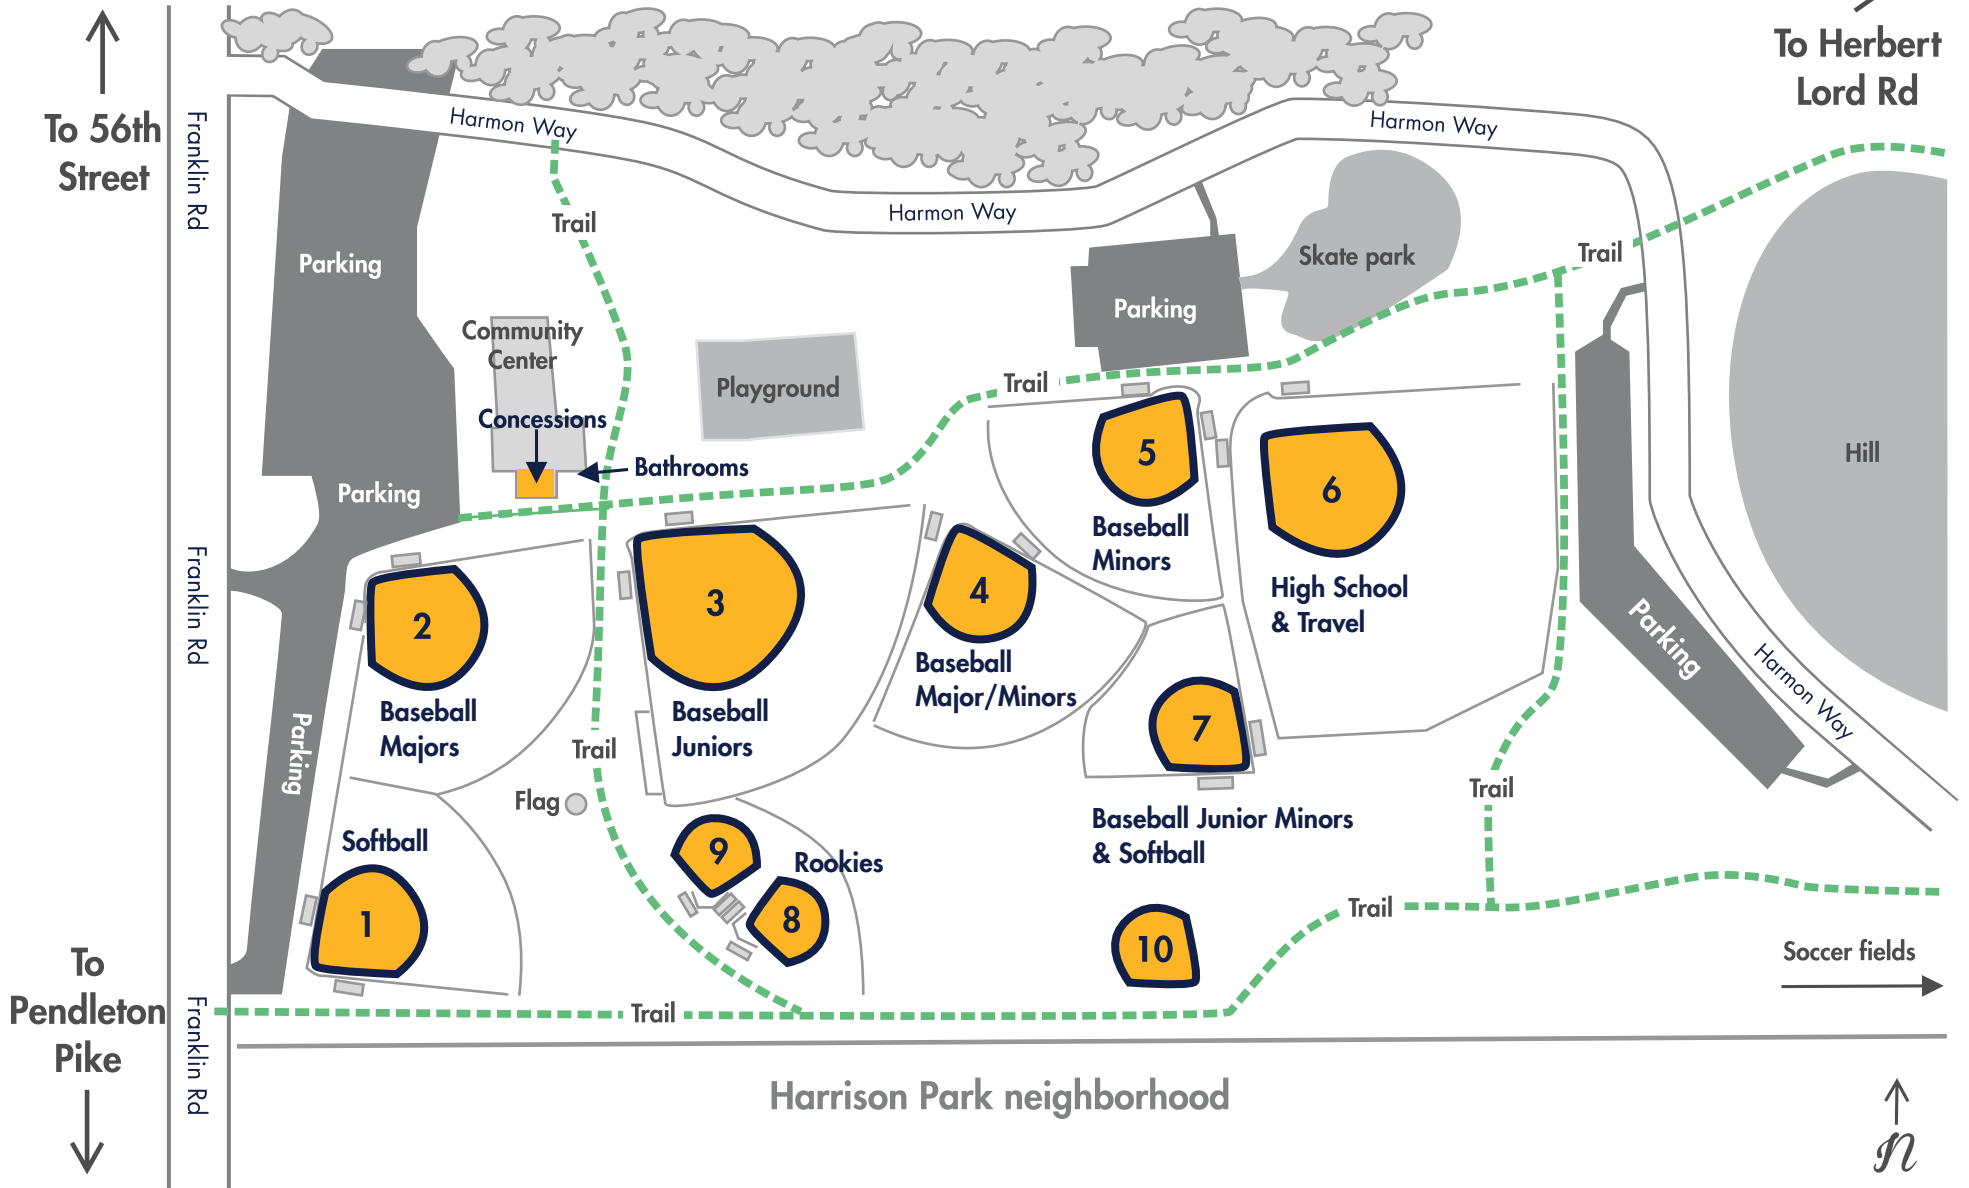 To Herbert
Lord Rd
To 56th
Street
Franklin Rd
Harmon Way
Harmon Way
Harmon Way
Trail
Trail
Parking
Skate park
Parking
Community
Center
Playground
Trail
Concessions
Bathrooms
Parking
Hill
5
6
Baseball
Minors
High School
& Travel
Franklin Rd
2
3
4
Baseball
Majors
Baseball
Juniors
Baseball
Major/Minors
Parking
Harmon Way
7
Parking
Trail
Trail
Flag
Softball
Baseball Junior Minors
& Softball
9
Rookies
8
1
10
Trail
Soccer fields
To
Pendleton
Pike
Franklin Rd
Trail
Harrison Park neighborhood
N